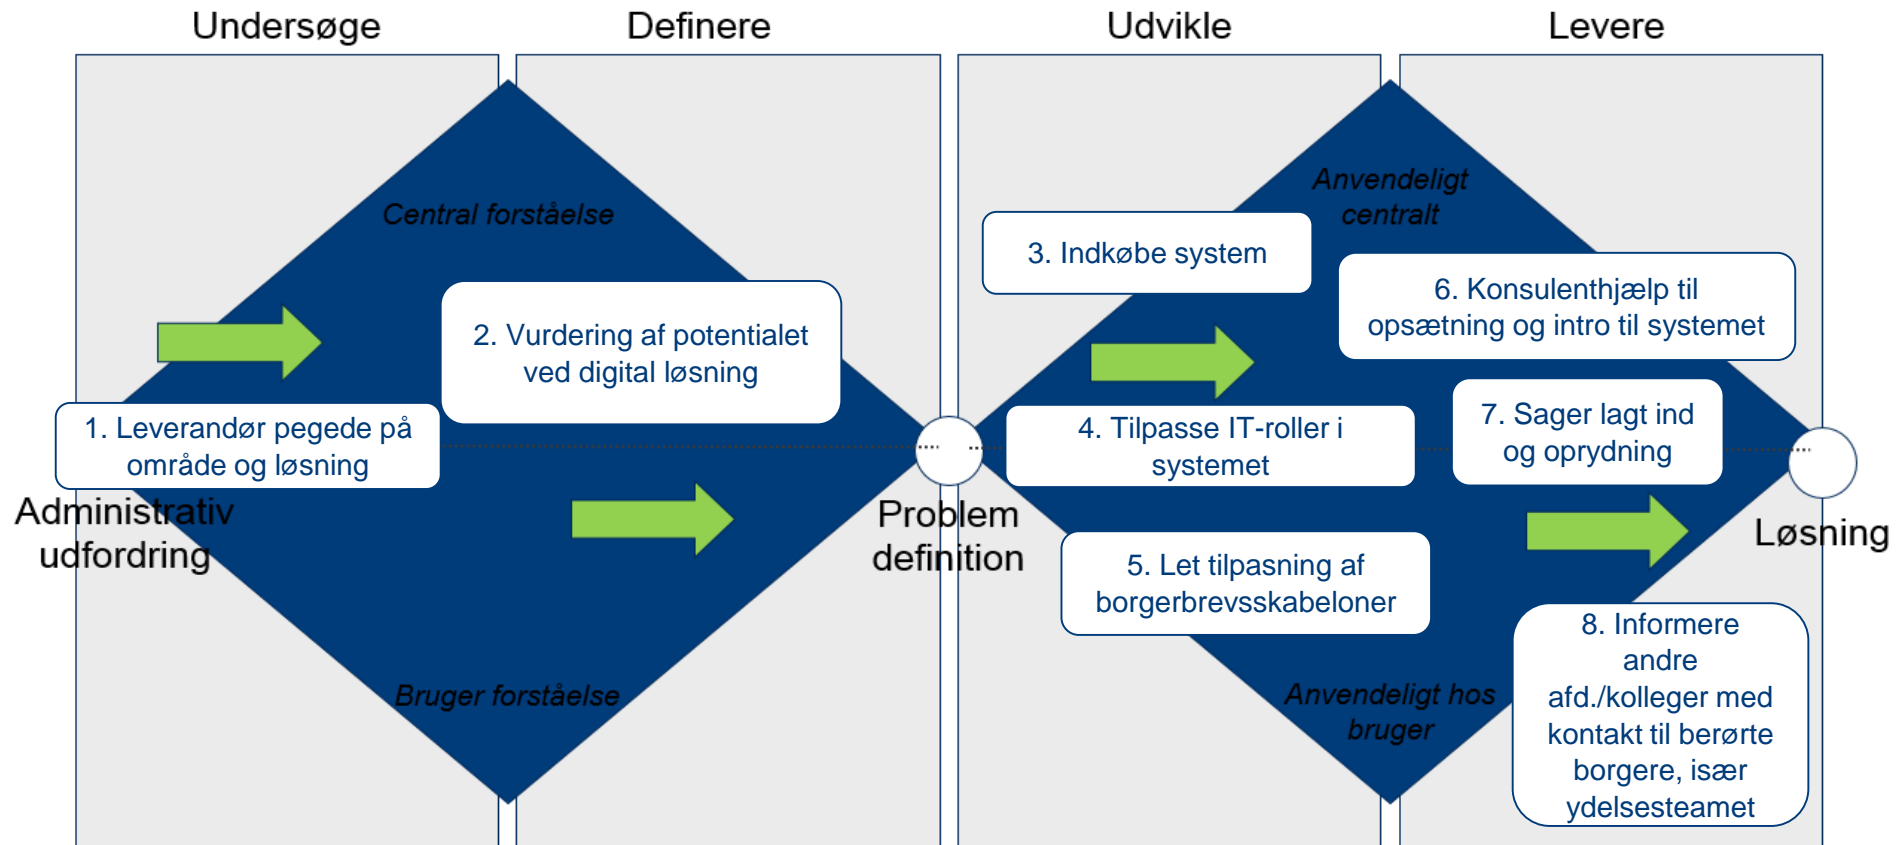 Undersøge
Definere
Udvikle
Levere
Central forståelse
Anvendeligt
centralt
3. Indkøbe system
2. Vurdering af potentialet
ved digital løsning
6. Konsulenthjælp til
opsætning og intro til systemet
1. Leverandør pegede på
område og løsning
4. Tilpasse IT-roller i
systemet
7. Sager lagt ind
og oprydning
Administrativ
udfordring
Problem
definition
Løsning
5. Let tilpasning af
borgerbrevsskabeloner
Bruger forståelse
Anvendeligt hos
bruger
8. Informere
andre
afd./kolleger med
kontakt til berørte
borgere, især
ydelsesteamet